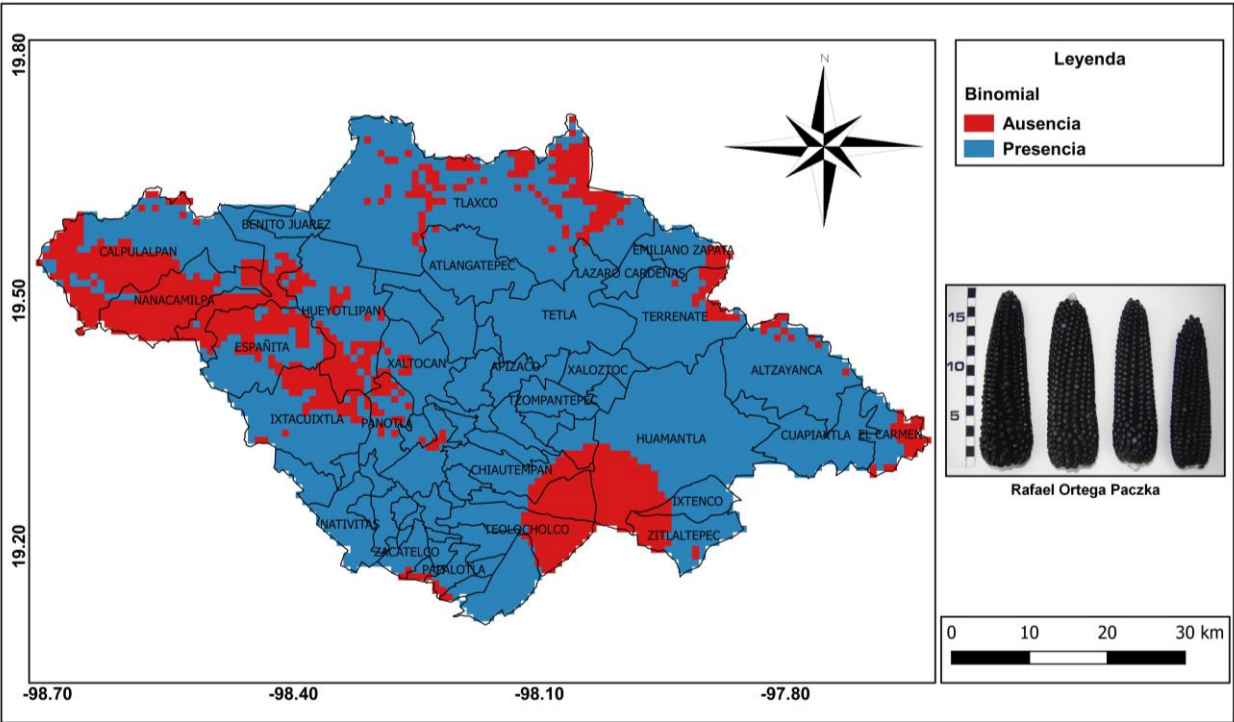 19.80
19.50
19.20
-98.70
-98.40
-98.10
-97.80
N
TLAXCO
BENITO JUAREZ
CALPULALPAN
EMILIANO ZAPATA
ATLANGATEPEC
LAZARO CARDENAS
NANACAMILPA
HUEYOTLIPAN
TETLA
TERRENATE
ESPAÑITA
XALTOCAN
APIZACO
XALOZTOC
ALTZAYANCA
TZOMPANTEPEC
IXTACUIXTLA
PANOTLA
HUAMANTLA
CUAPIAXTLA
EL CARMEN
CHIAUTEMPAN
IXTENCO
NATIVITAS
TEOLOCHOLCO
ZITLALTEPEC
ZACATELCO
PAPALOTLA
Leyenda
Binomial
Ausencia
Presencia
15
10
5
Rafael Ortega Paczka
0 10 20 30 km